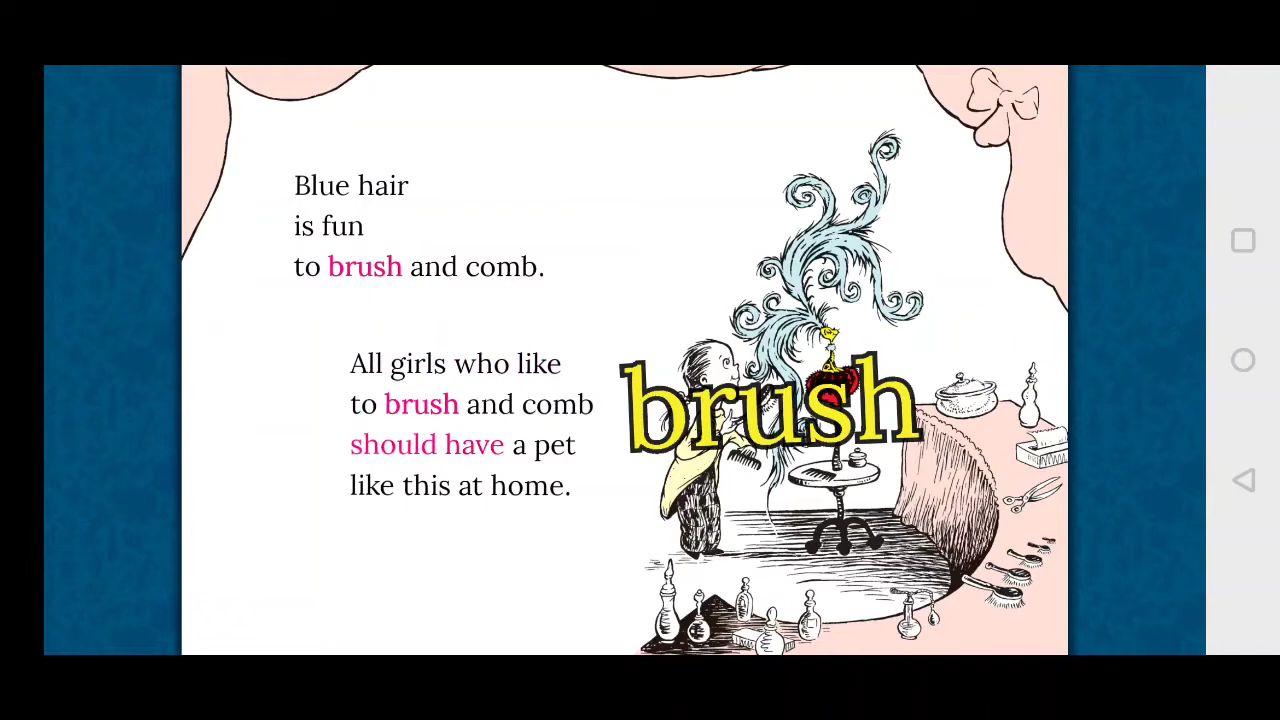 Blue hair
is fun
to brush and comb.
All girls who like
to brush and comb
should have a pet
like this at home.
brush